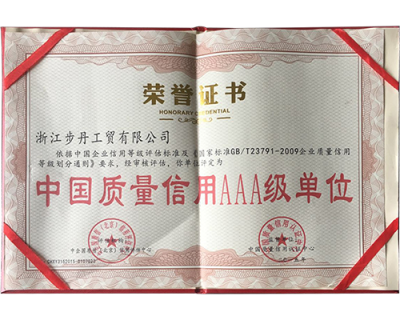 荣誉证书
HONORARY CREDENTIAL
浙江步丹工贸有限公司
依据中国企业信用等级评估标准及《国家标准GB/T23791-2009企业质量信用
等级划分通则》要求，经审核评估，你单位评定为
中国质量信用AAA级单位